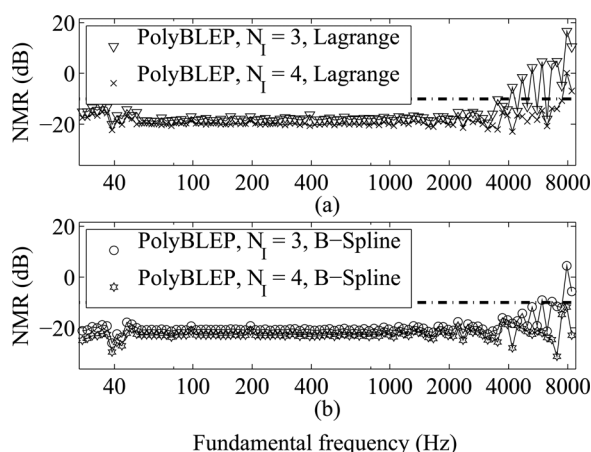 20
0
−20
NMR (dB)
PolyBLEP, N_I = 3, Lagrange
PolyBLEP, N_I = 4, Lagrange
40 100 200 400 1000 2000 4000 8000
(a)
20
0
−20
NMR (dB)
PolyBLEP, N_I = 3, B−Spline
PolyBLEP, N_I = 4, B−Spline
40 100 200 400 1000 2000 4000 8000
(b)
Fundamental frequency (Hz)